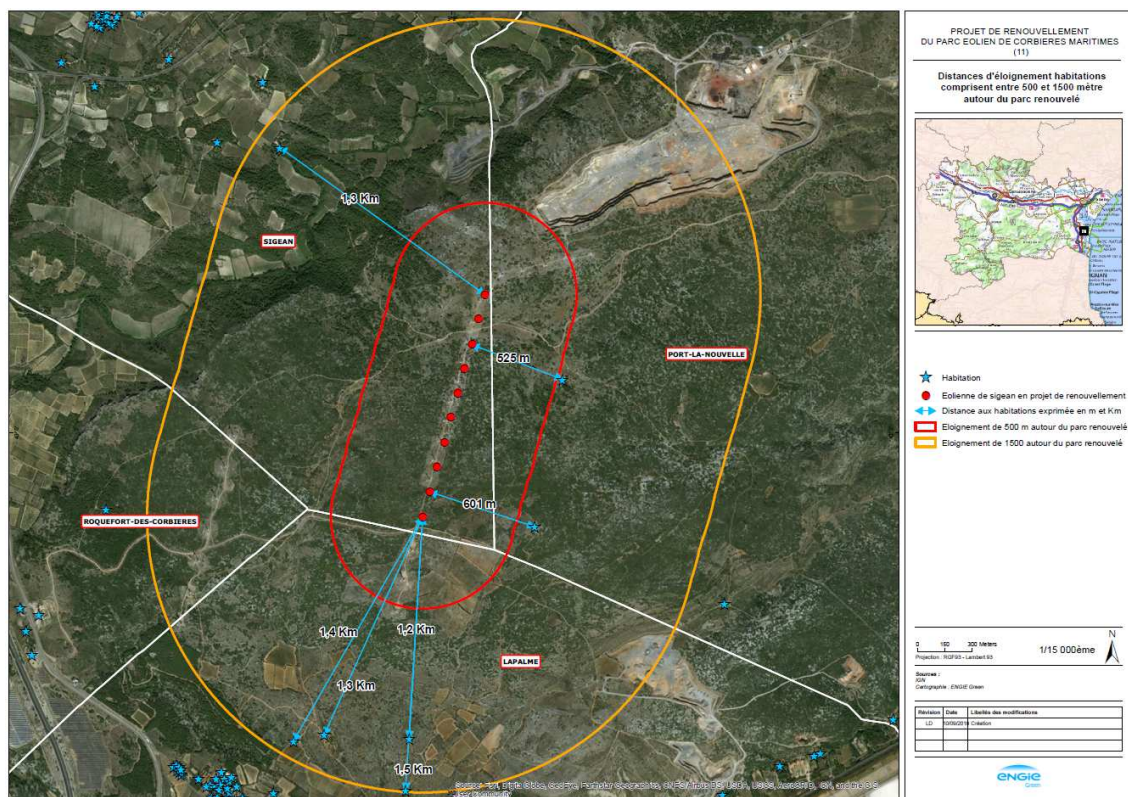 PROJET DE RENOUVELLEMENT
DU PARC EOLIEN DE CORBIERES MARITIMES
(11)
Distances d'éloignement habitations
comprisent entre 500 et 1500 mètre
autour du parc renouvelé
Habitation
Eolienne de sigean en projet de renouvellement
Distance aux habitations exprimée en m et Km
Eloignement de 500 m autour du parc renouvelé
Eloignement de 1500 autour du parc renouvelé
1,3 Km
SIGEAN
525 m
PORT-LA-NOUVELLE
601 m
ROQUEFORT-DES-CORBIERES
1,4 Km
1,2 Km
LAPALME
1,3 Km
1,5 Km
0 150 300 Meters
Projection : RGF93 - Lambert 93
1/15 000ème
N
Sources :
IGN
Cartographie : ENGIE Green
Révision Date Libellés des modifications
LD Création
ENGIE
Green